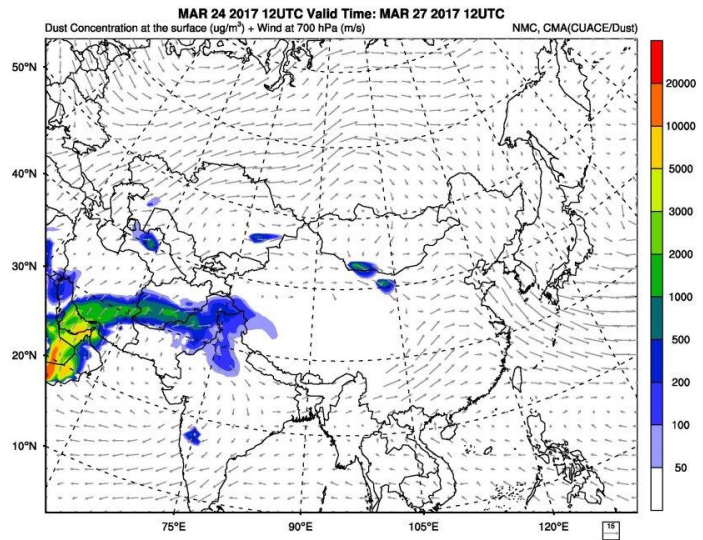 MAR 24 2017 12UTC Valid Time: MAR 27 2017 12UTC
Dust Concentration at the surface (ug/m³) + Wind at 700 hPa (m/s) NMC, CMA(CUACE/Dust)
50°N
40°N
30°N
20°N
10°N
75°E 90°E 105°E 120°E
20000
10000
5000
3000
2000
1000
500
200
100
50
15